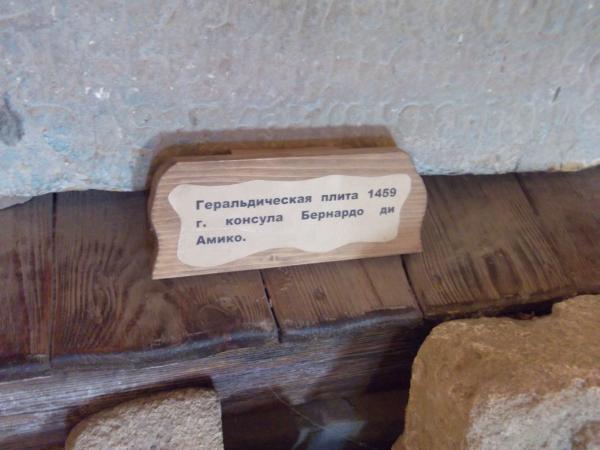 Геральдическая плита 1459
г. консула Бернардо ди
Амико.